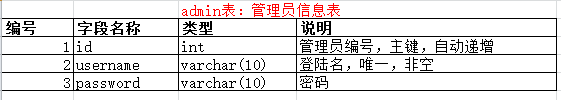 admin表：管理员信息表
编号 字段名称 类型 说明
1 id int 管理员编号，主键，自动递增
2 username varchar(10) 登陆名，唯一，非空
3 password varchar(10) 密码